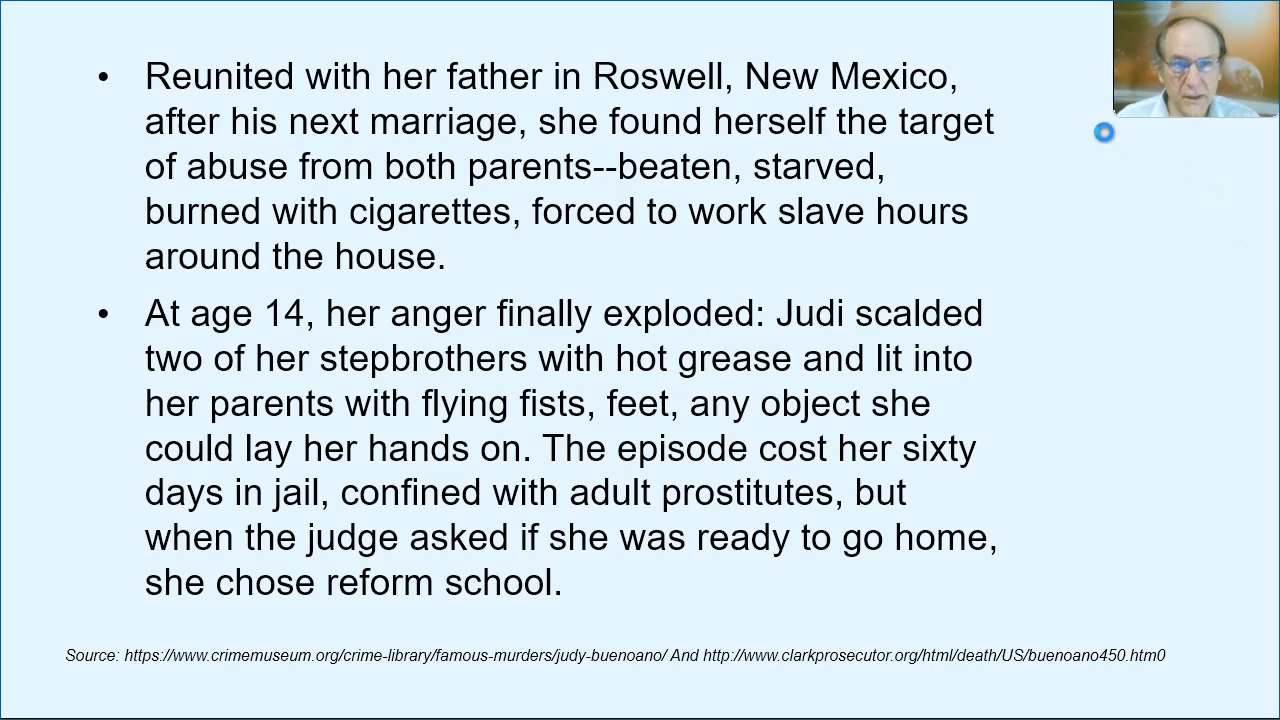 • Reunited with her father in Roswell, New Mexico,
after his next marriage, she found herself the target
of abuse from both parents--beaten, starved,
burned with cigarettes, forced to work slave hours
around the house.
• At age 14, her anger finally exploded: Judi scalded
two of her stepbrothers with hot grease and lit into
her parents with flying fists, feet, any object she
could lay her hands on. The episode cost her sixty
days in jail, confined with adult prostitutes, but
when the judge asked if she was ready to go home,
she chose reform school.
Source: https://www.crimemuseum.org/crime-library/famous-murders/judy-buenoano/ And http://www.clarkprosecutor.org/html/death/US/buenoano450.htm0